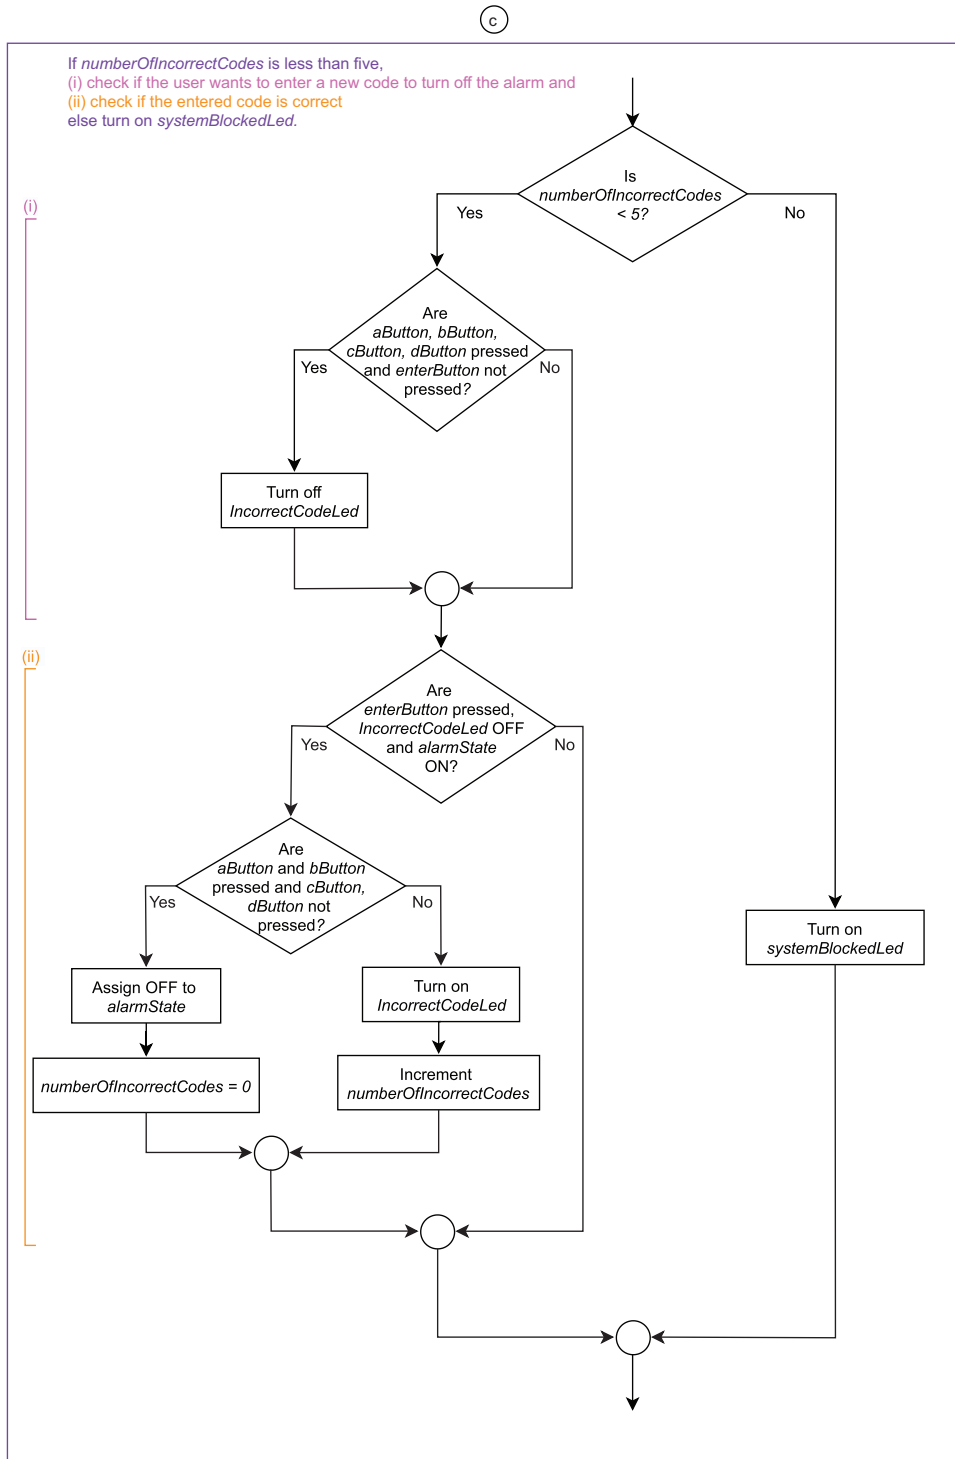 c
If numberOfIncorrectCodes is less than five,
(i) check if the user wants to enter a new code to turn off the alarm and
(ii) check if the entered code is correct
else turn on systemBlockedLed.
Is
numberOfIncorrectCodes
< 5?
Yes
No
(i)
Are
aButton, bButton,
cButton, dButton pressed
and enterButton not
pressed?
Yes
No
Turn off
IncorrectCodeLed
(ii)
Are
enterButton pressed,
IncorrectCodeLed OFF
and alarmState
ON?
Yes
No
Are
aButton and bButton
pressed and cButton,
dButton not
pressed?
Yes
No
Turn on
systemBlockedLed
Assign OFF to
alarmState
Turn on
IncorrectCodeLed
numberOfIncorrectCodes = 0
Increment
numberOfIncorrectCodes